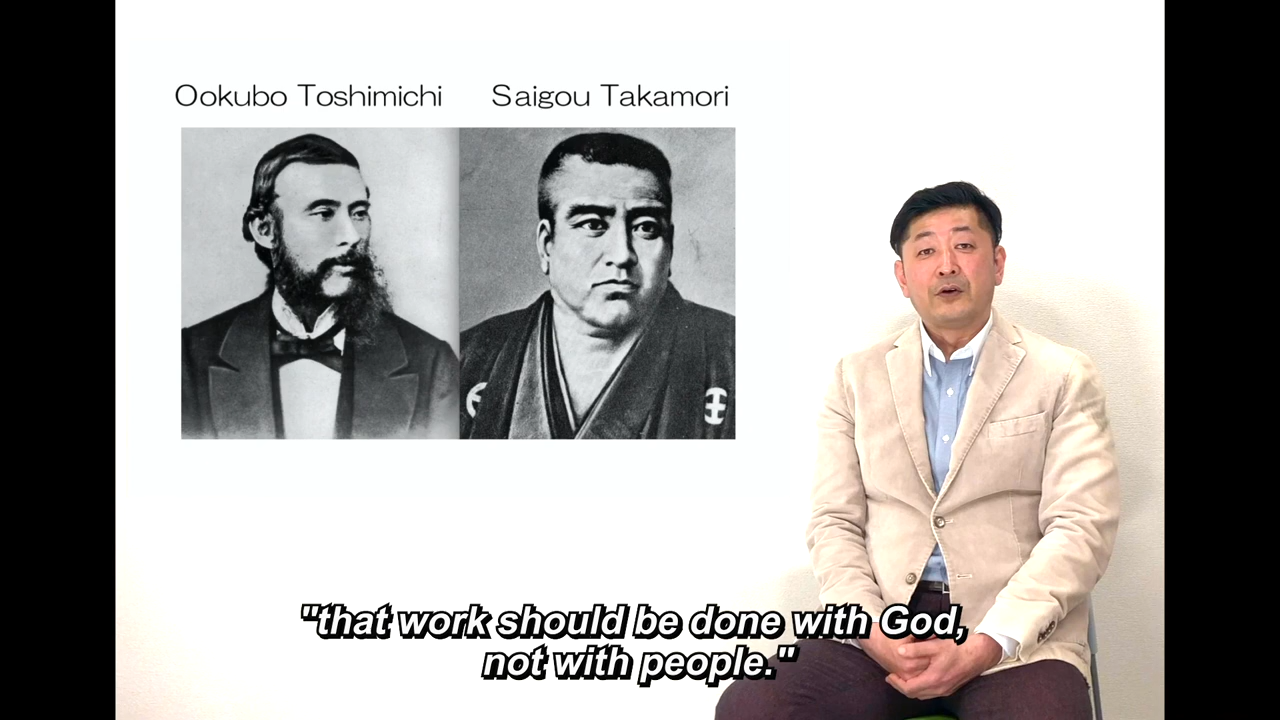 Ookubo Toshimichi Saigou Takamori
"that work should be done with God,
not with people."